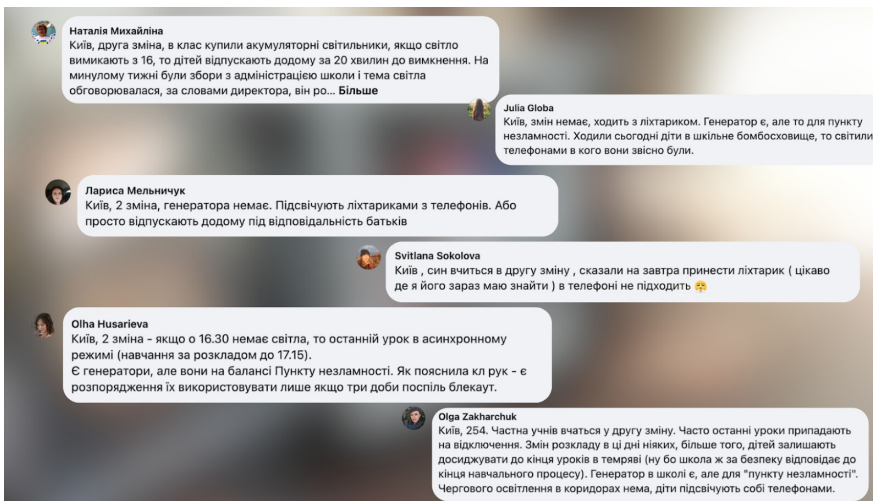 Наталія Михайліна
Київ, друга зміна, в клас купили акумуляторні світильники, якщо світло
вимикають з 16, то дітей відпускають додому за 20 хвилин до вимкнення. На
минулому тижні були збори з адміністрацією школи і тема світла
обговорювалася, за словами директора, він ро... Більше
Julia Globa
Київ, змін немає, ходить з ліхтариком. Генератор є, але то для пункту
незламності. Ходили сьогодні діти в шкільне бомбосховище, то світили
телефонами в кого вони звісно були.
Лариса Мельничук
Київ, 2 зміна, генератора немає. Підсвічують ліхтариками з телефонів. Або
просто відпускають додому під відповідальність батьків
Svitlana Sokolova
Київ , син вчиться в другу зміну , сказали на завтра принести ліхтарик ( цікаво
де я його зараз маю знайти ) в телефоні не підходить 😤
Olha Husarieva
Київ, 2 зміна - якщо о 16.30 немає світла, то останній урок в асинхронному
режимі (навчання за розкладом до 17.15).
Є генератори, але вони на балансі Пункту незламності. Як пояснила кл рук - є
розпорядження їх використовувати лише якщо три доби поспіль блекаут.
Olga Zakharchuk
Київ, 254. Частна учнів вчаться у другу зміну. Часто останні уроки припадають
на відключення. Змін розкладу в ці дні ніяких, більше того, дітей залишають
досиджувати до кінця уроків в темряві (ну бо школа ж за безпеку відповідає до
кінця навчального процесу). Генератор в школі є, але для "пункту незламності".
Чергового освітлення в коридорах нема, діти підсвічують собі телефонами.